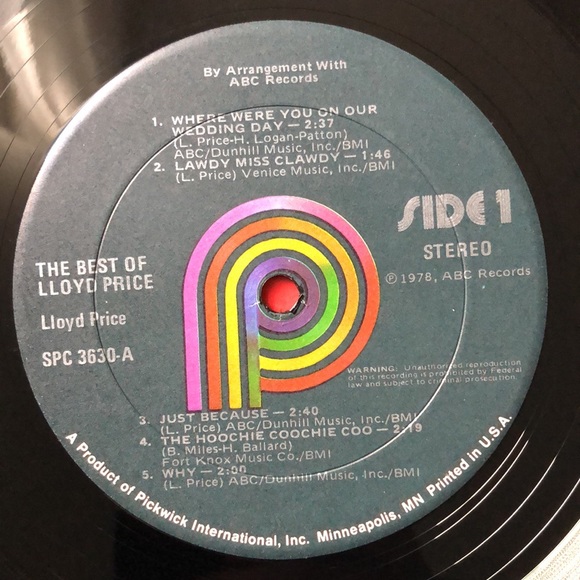 By Arrangement With
ABC Records
1. WHERE WERE YOU ON OUR
WEDDING DAY — 2:37
(L. Price-H. Logan-Patton)
ABC/Dunhill Music, Inc./BMI
2. LAWDY MISS CLAWDY — 1:46
(L. Price) Venice Music, Inc./BMI
SIDE 1
STEREO
℗1978, ABC Records
THE BEST OF
LLOYD PRICE
Lloyd Price
SPC 3630-A
WARNING: Unauthorized reproduction
of this recording is prohibited by Federal
law and subject to criminal prosecution.
3. JUST BECAUSE — 2:40
(L. Price) ABC/Dunhill Music, Inc./BMI
4. THE HOOCHIE COOCHIE COO — 2:19
(B. Miles-H. Ballard)
Fort Knox Music Co./BMI
5. WHY — 2:00
(L. Price) ABC/Dunhill Music, Inc./BMI
A Product of Pickwick International, Inc. Minneapolis, MN Printed in U.S.A.